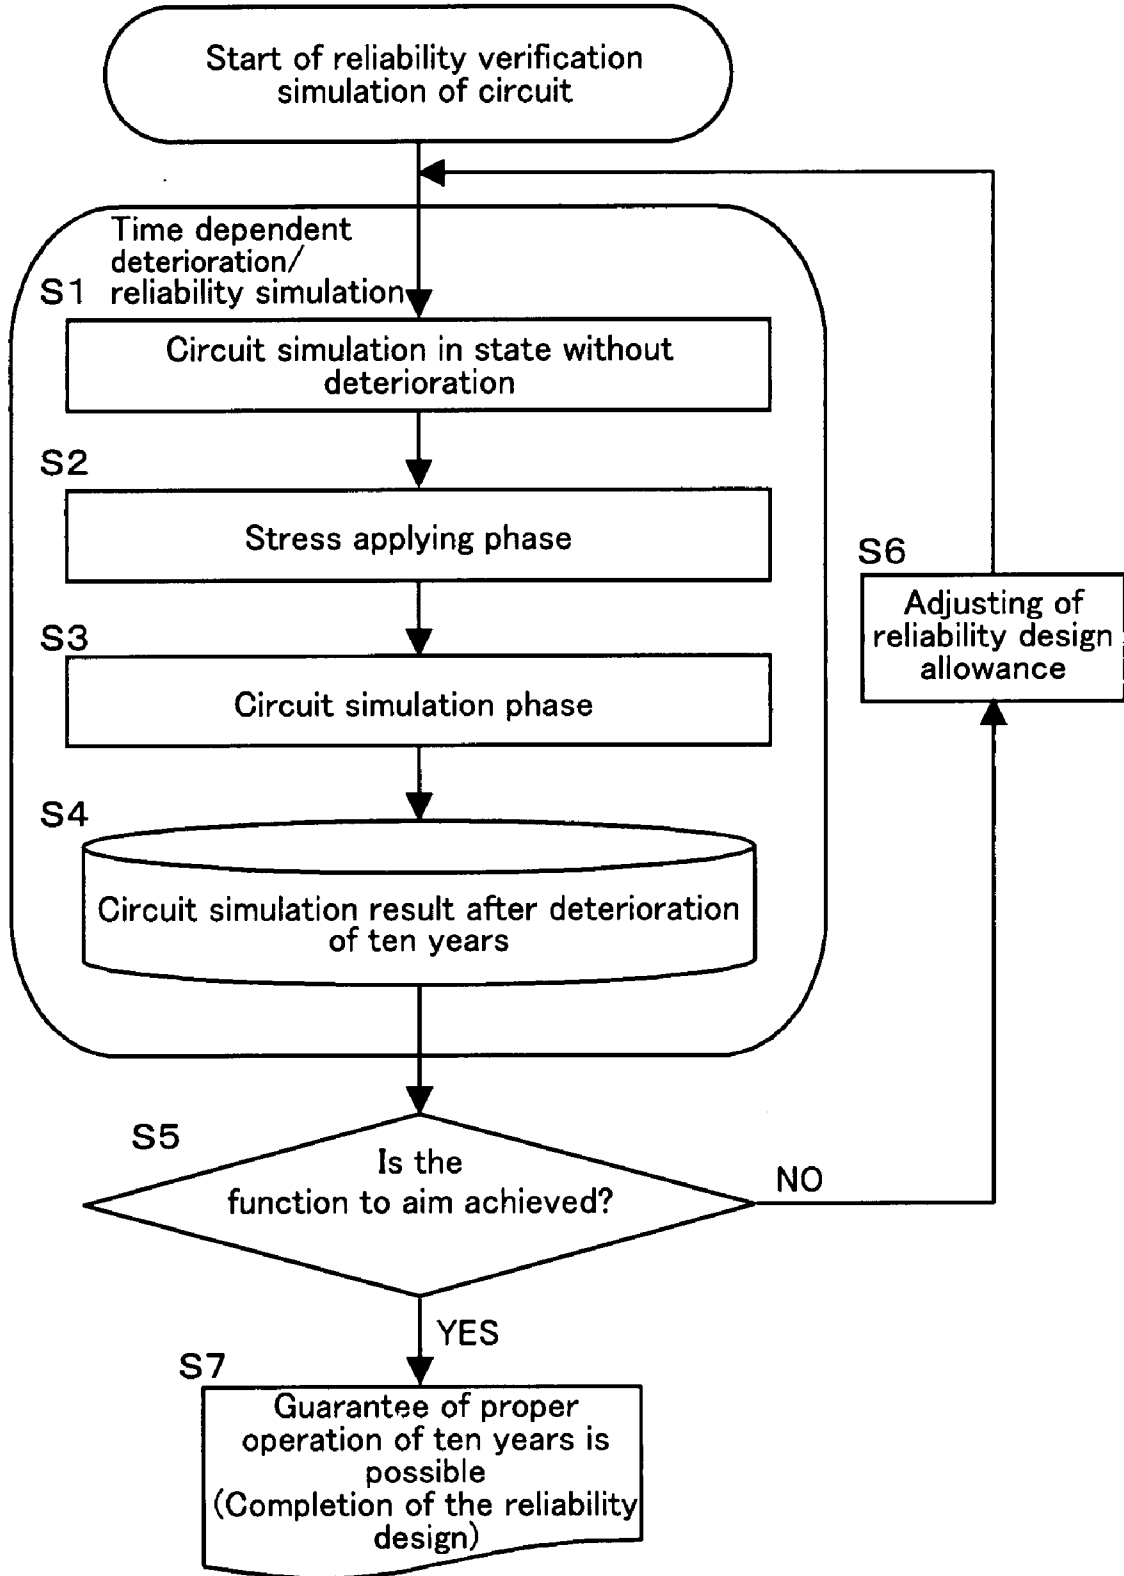 Start of reliability verification
simulation of circuit
Time dependent
deterioration/
S1 reliability simulation
Circuit simulation in state without
deterioration
S2
Stress applying phase
S3
Circuit simulation phase
S4
Circuit simulation result after deterioration
of ten years
S5
Is the
function to aim achieved?
NO
S6
Adjusting of
reliability design
allowance
YES
S7
Guarantee of proper
operation of ten years is
possible
(Completion of the reliability
design)